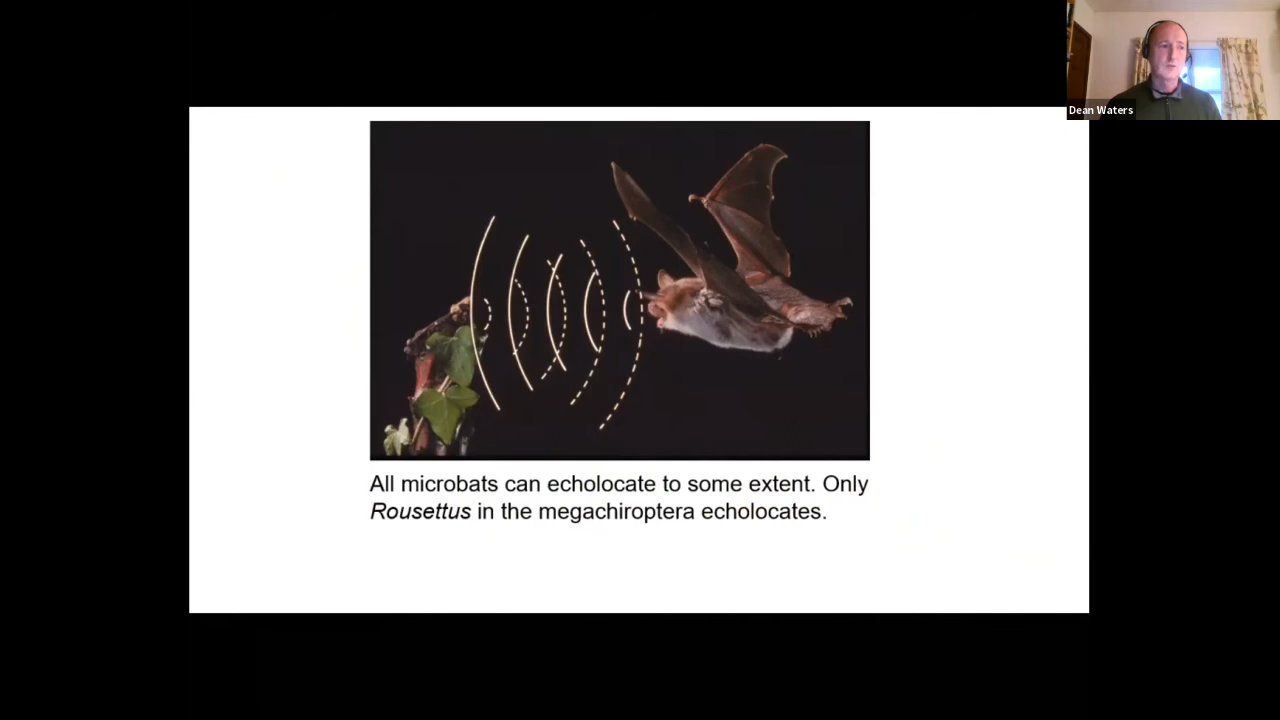 Dean Waters
All microbats can echolocate to some extent. Only
Rousettus in the megachiroptera echolocates.